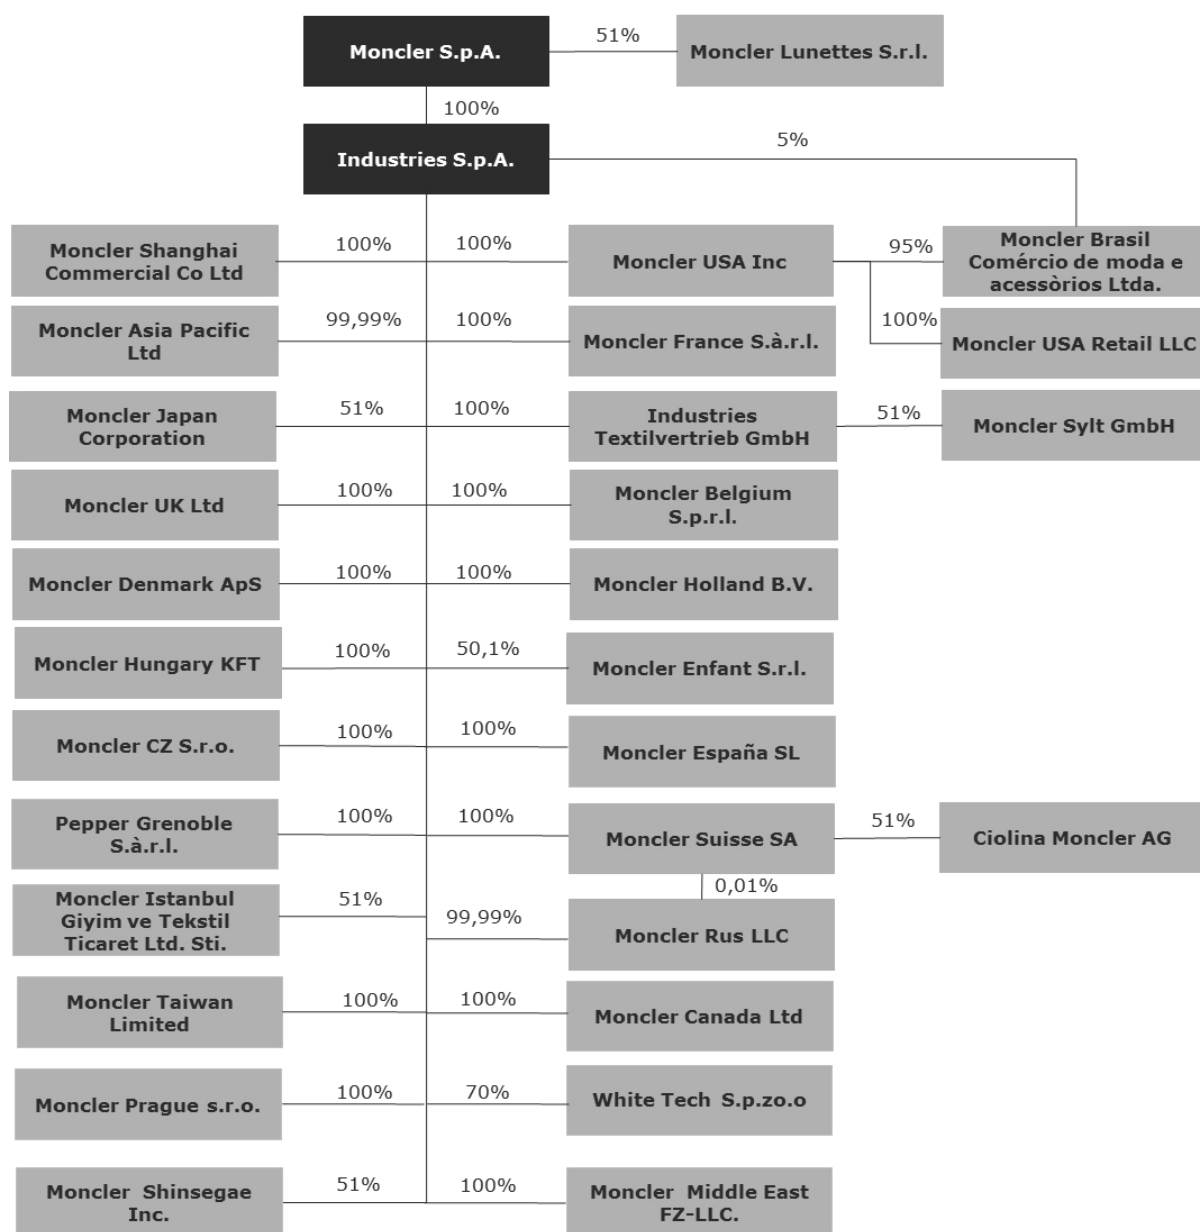 Moncler S.p.A.
51%
Moncler Lunettes S.r.l.
100%
Industries S.p.A.
5%
Moncler Shanghai
Commercial Co Ltd
100%
100%
Moncler USA Inc
95%
Moncler Brasil
Comércio de moda e
acessòrios Ltda.
Moncler Asia Pacific
Ltd
99,99%
100%
Moncler France S.à.r.l.
100%
Moncler USA Retail LLC
Moncler Japan
Corporation
51%
100%
Industries
Textilvertrieb GmbH
51%
Moncler Sylt GmbH
Moncler UK Ltd
100%
100%
Moncler Belgium
S.p.r.l.
Moncler Denmark ApS
100%
100%
Moncler Holland B.V.
Moncler Hungary KFT
100%
50,1%
Moncler Enfant S.r.l.
Moncler CZ S.r.o.
100%
100%
Moncler España SL
Pepper Grenoble
S.à.r.l.
100%
100%
Moncler Suisse SA
51%
Ciolina Moncler AG
0,01%
Moncler Istanbul
Giyim ve Tekstil
Ticaret Ltd. Sti.
51%
99,99%
Moncler Rus LLC
Moncler Taiwan
Limited
100%
100%
Moncler Canada Ltd
Moncler Prague s.r.o.
100%
70%
White Tech S.p.zo.o
Moncler Shinsegae
Inc.
51%
100%
Moncler Middle East
FZ-LLC.